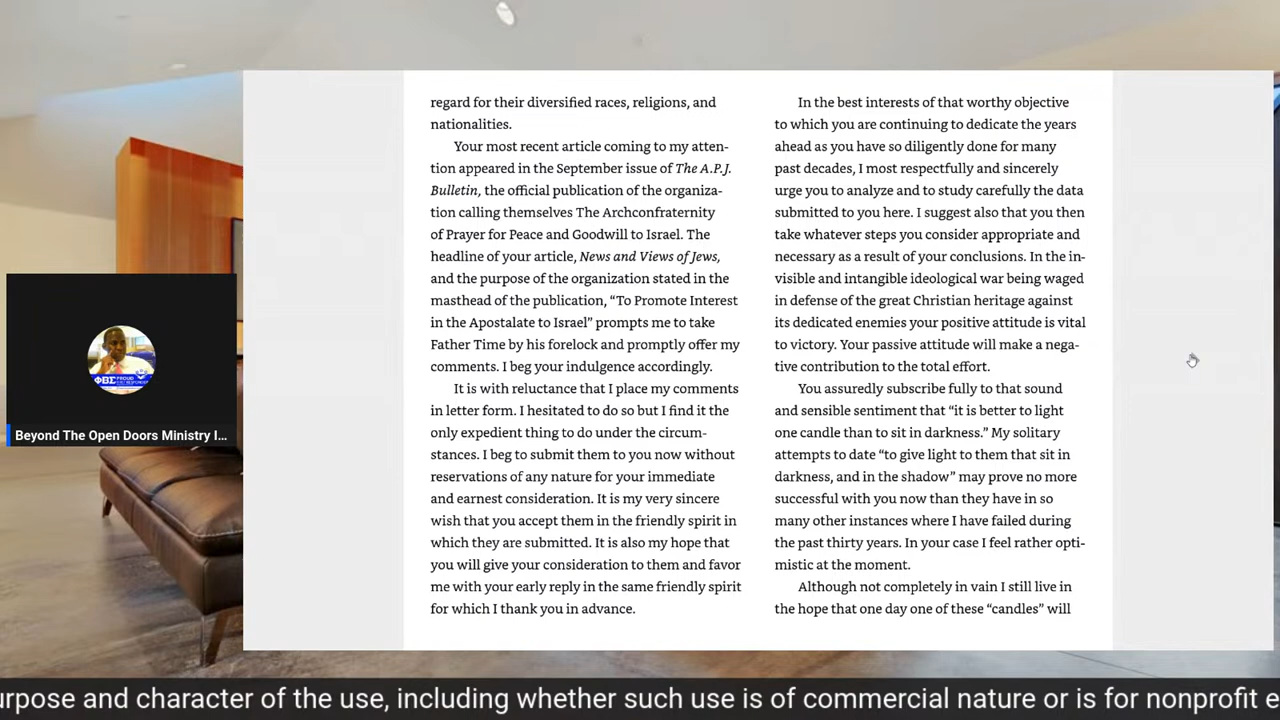 regard for their diversified races, religions, and
nationalities.
Your most recent article coming to my atten-
tion appeared in the September issue of The A.P.J.
Bulletin, the official publication of the organiza-
tion calling themselves The Archconfraternity
of Prayer for Peace and Goodwill to Israel. The
headline of your article, News and Views of Jews,
and the purpose of the organization stated in the
masthead of the publication, “To Promote Interest
in the Apostalate to Israel” prompts me to take
Father Time by his forelock and promptly offer my
comments. I beg your indulgence accordingly.
It is with reluctance that I place my comments
in letter form. I hesitated to do so but I find it the
only expedient thing to do under the circum-
stances. I beg to submit them to you now without
reservations of any nature for your immediate
and earnest consideration. It is my very sincere
wish that you accept them in the friendly spirit in
which they are submitted. It is also my hope that
you will give your consideration to them and favor
me with your early reply in the same friendly spirit
for which I thank you in advance.
In the best interests of that worthy objective
to which you are continuing to dedicate the years
ahead as you have so diligently done for many
past decades, I most respectfully and sincerely
urge you to analyze and to study carefully the data
submitted to you here. I suggest also that you then
take whatever steps you consider appropriate and
necessary as a result of your conclusions. In the in-
visible and intangible ideological war being waged
in defense of the great Christian heritage against
its dedicated enemies your positive attitude is vital
to victory. Your passive attitude will make a nega-
tive contribution to the total effort.
You assuredly subscribe fully to that sound
and sensible sentiment that “it is better to light
one candle than to sit in darkness.” My solitary
attempts to date “to give light to them that sit in
darkness, and in the shadow” may prove no more
successful with you now than they have in so
many other instances where I have failed during
the past thirty years. In your case I feel rather opti-
mistic at the moment.
Although not completely in vain I still live in
the hope that one day one of these “candles” will
ΦΒΣ PROUD
Beyond The Open Doors Ministry I...
urpose and character of the use, including whether such use is of commercial nature or is for nonprofit e